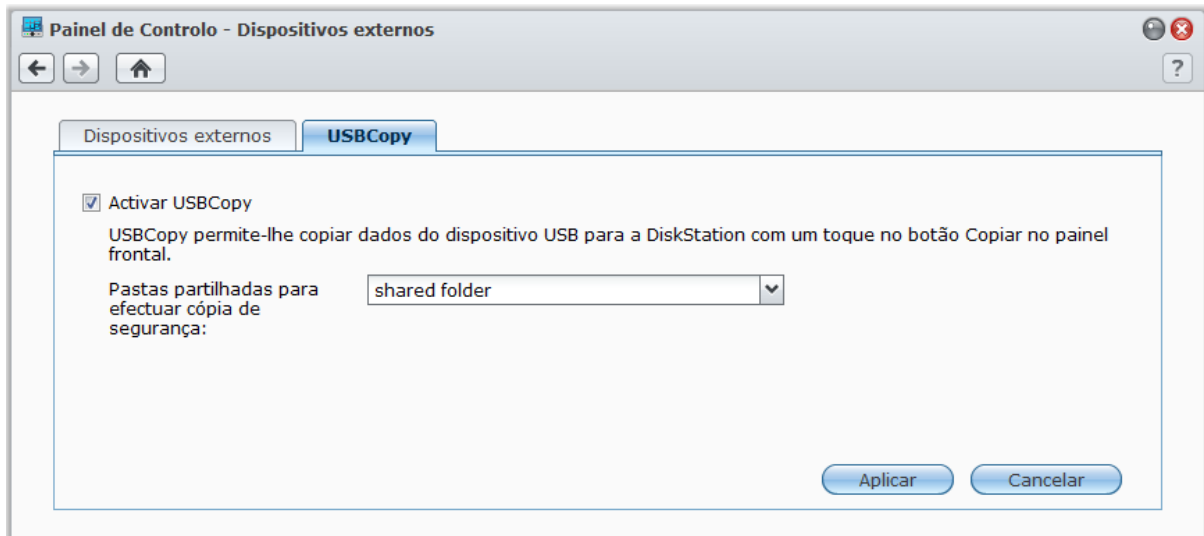 Painel de Controlo - Dispositivos externos
?
Dispositivos externos
USBCopy
Activar USBCopy
USBCopy permite-lhe copiar dados do dispositivo USB para a DiskStation com um toque no botão Copiar no painel
frontal.
Pastas partilhadas para
efectuar cópia de
segurança:
shared folder
Aplicar
Cancelar